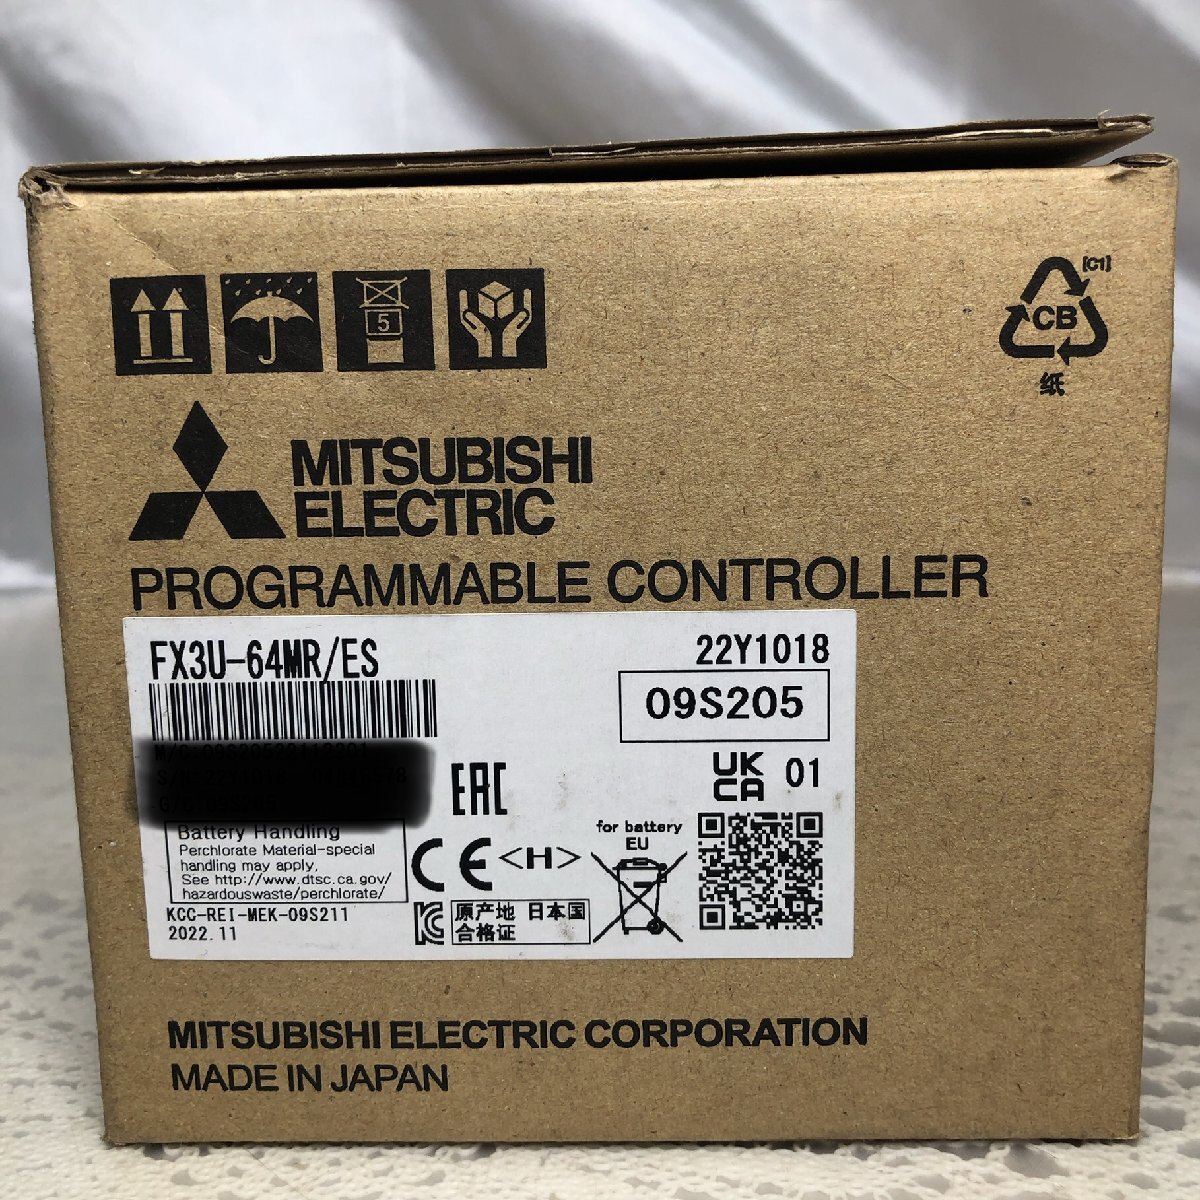 5
[C1]
CB
纸
MITSUBISHI
ELECTRIC
PROGRAMMABLE CONTROLLER
FX3U-64MR/ES
22Y1018
09S205
EAC
UK
CA 01
Battery Handling
Perchlorate Material-special
handling may apply,
See http://www.dtsc.ca.gov/
hazardouswaste/perchlorate/
CE <H>
for battery
EU
KCC-REI-MEK-09S211
2022.11
原产地 日本国
合格证
MITSUBISHI ELECTRIC CORPORATION
MADE IN JAPAN